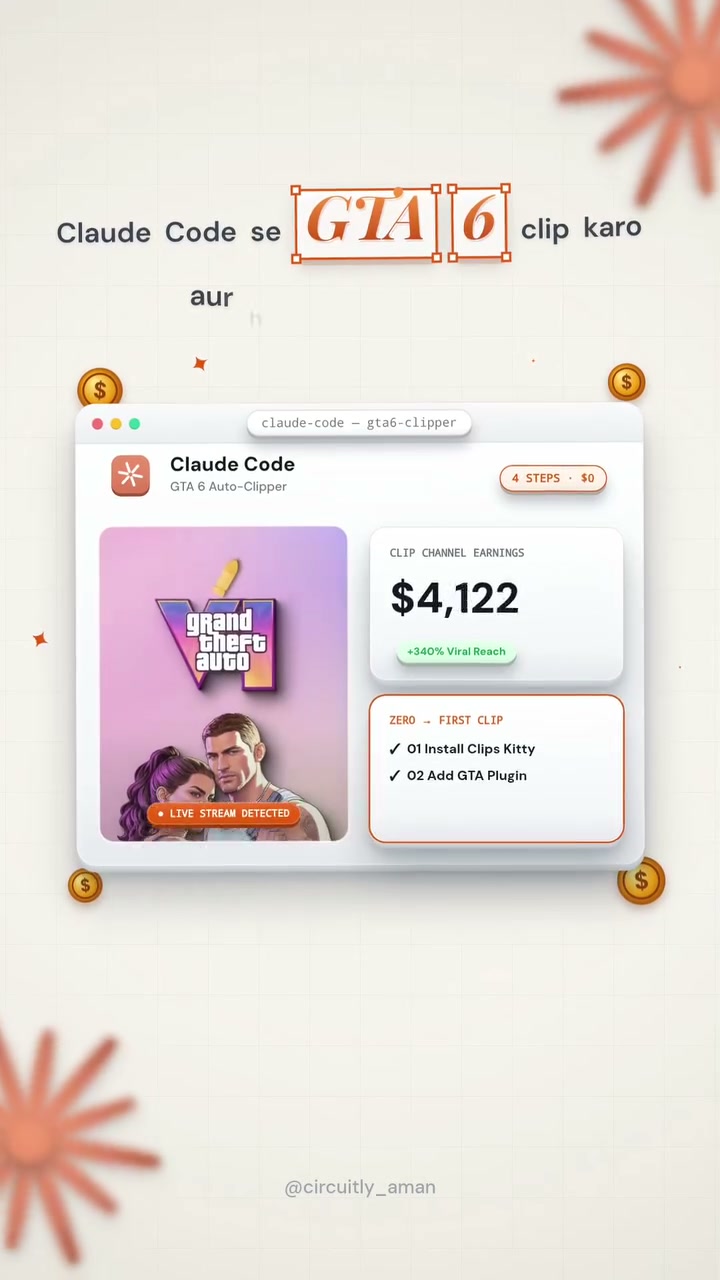 Claude Code se GTA 6 clip karo
aur
claude-code — gta6-clipper
Claude Code
GTA 6 Auto-Clipper
4 STEPS · $0
VI
grand
theft
auto
● LIVE STREAM DETECTED
CLIP CHANNEL EARNINGS
$4,122
+340% Viral Reach
ZERO → FIRST CLIP
✓ 01 Install Clips Kitty
✓ 02 Add GTA Plugin
@circuitly_aman